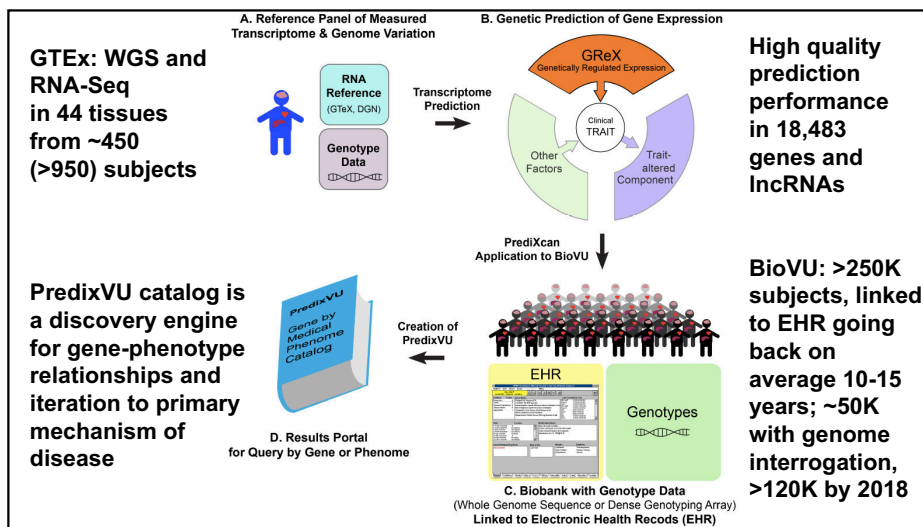 GTEx: WGS and
RNA-Seq
in 44 tissues
from ~450
(>950) subjects
A. Reference Panel of Measured
Transcriptome & Genome Variation
RNA
Reference
(GTeX, DGN)
Genotype
Data
Transcriptome
Prediction
B. Genetic Prediction of Gene Expression
GReX
Genetically Regulated Expression
Clinical
TRAIT
Other
Factors
Trait-
altered
Component
High quality
prediction
performance
in 18,483
genes and
lncRNAs
PrediXcan
Application to BioVU
PredixVU catalog is
a discovery engine
for gene-phenotype
relationships and
iteration to primary
mechanism of
disease
PredixVU
Gene by
Medical
Phenome
Catalog
D. Results Portal
for Query by Gene or Phenome
Creation of
PredixVU
EHR
Genotypes
C. Biobank with Genotype Data
(Whole Genome Sequence or Dense Genotyping Array)
Linked to Electronic Health Recods (EHR)
BioVU: >250K
subjects, linked
to EHR going
back on
average 10-15
years; ~50K
with genome
interrogation,
>120K by 2018